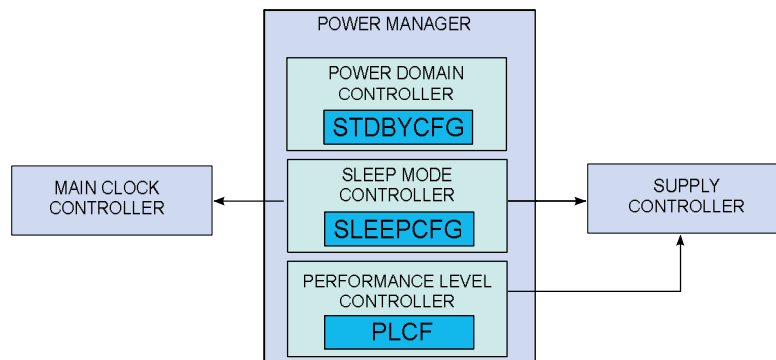 POWER MANAGER
POWER DOMAIN
CONTROLLER
STDBYCFG
MAIN CLOCK
CONTROLLER
SLEEP MODE
CONTROLLER
SLEEPCFG
SUPPLY
CONTROLLER
PERFORMANCE LEVEL
CONTROLLER
PLCF